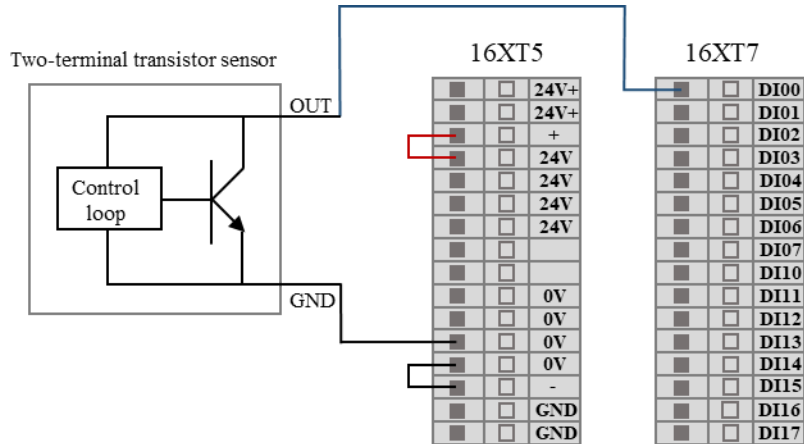 Two-terminal transistor sensor
OUT
Control
loop
GND
16XT5
24V+
24V+
+
24V
24V
24V
24V
0V
0V
0V
0V
-
GND
GND
16XT7
DI00
DI01
DI02
DI03
DI04
DI05
DI06
DI07
DI10
DI11
DI12
DI13
DI14
DI15
DI16
DI17